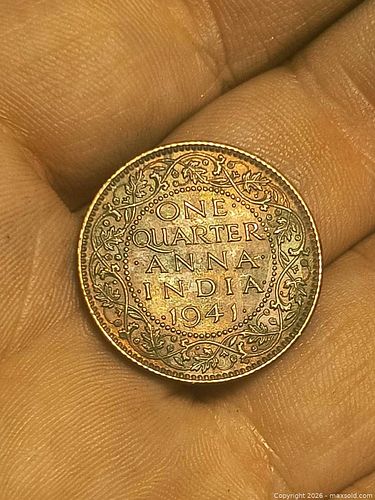 ONE
QUARTER
· ANNA ·
INDIA
· 1941 ·
Copyright 2026 - maxsold.com